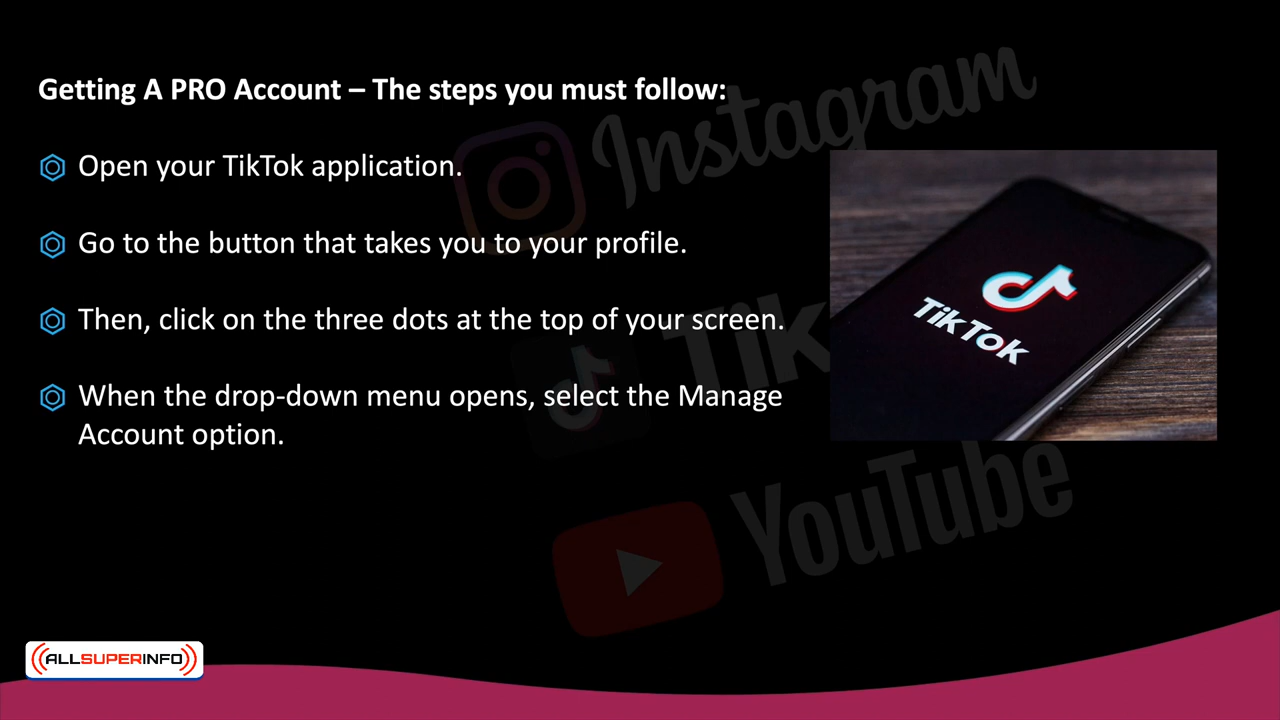 Getting A PRO Account – The steps you must follow:
Open your TikTok application.
Go to the button that takes you to your profile.
Then, click on the three dots at the top of your screen.
When the drop-down menu opens, select the Manage
Account option.
Instagram
TikTok
Tik
YouTube
ALLSUPERINFO